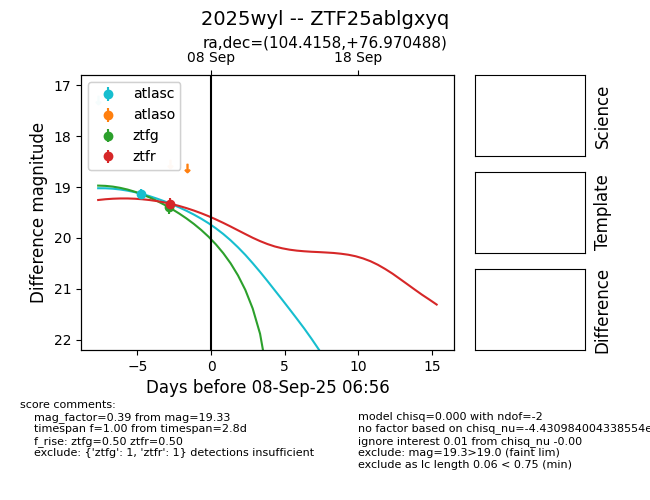 2025wyl -- ZTF25ablgxyq
ra,dec=(104.4158,+76.970488)
08 Sep
18 Sep
17
18
19
20
21
22
Difference magnitude
atlasc
atlaso
ztfg
ztfr
−5
0
5
10
15
Days before 08-Sep-25 06:56
Science
Template
Difference
score comments:
mag_factor=0.39 from mag=19.33
timespan f=1.00 from timespan=2.8d
f_rise: ztfg=0.50 ztfr=0.50
exclude: {'ztfg': 1, 'ztfr': 1} detections insufficient
model chisq=0.000 with ndof=-2
no factor based on chisq_nu=-4.430984004338554e
ignore interest 0.01 from chisq_nu -0.00
exclude: mag=19.3>19.0 (faint lim)
exclude as lc length 0.06 < 0.75 (min)